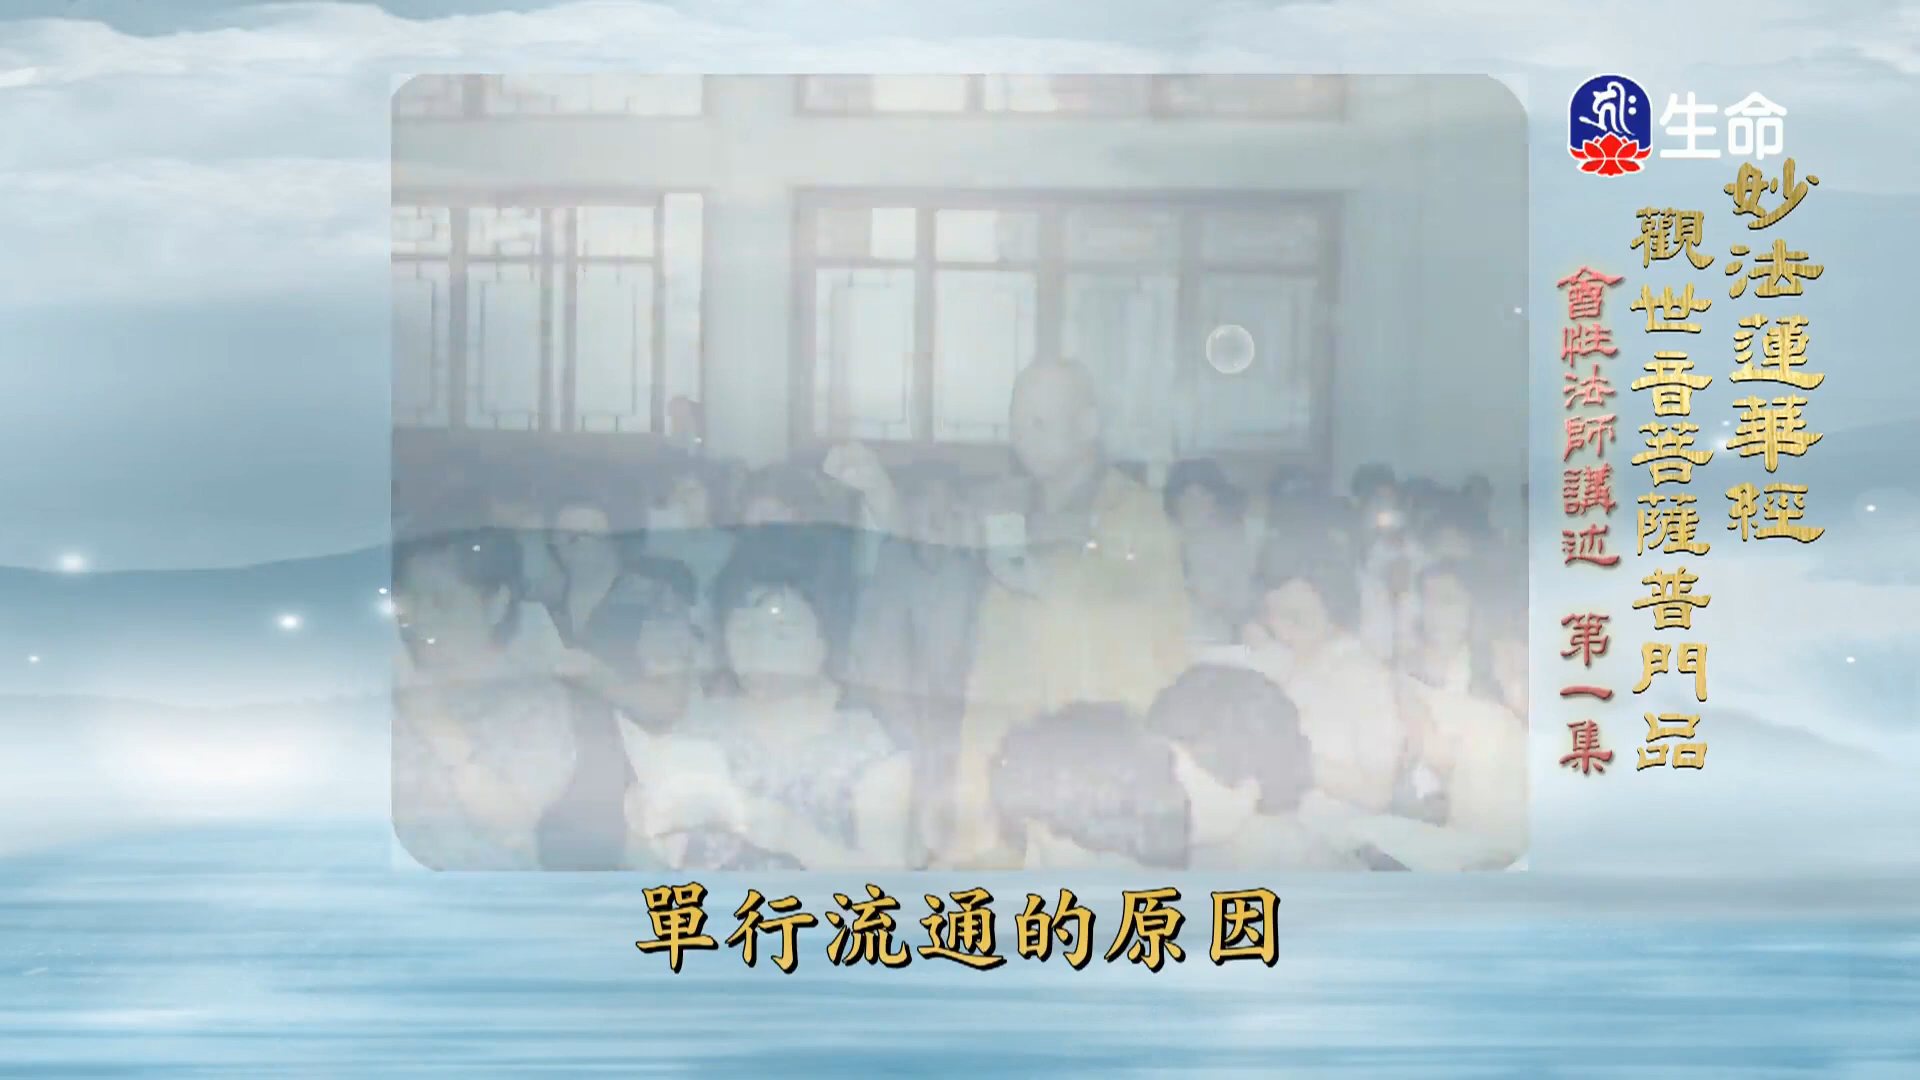 生命
妙法蓮華經
觀世音菩薩普門品
會性法師講述 第一集
單行流通的原因